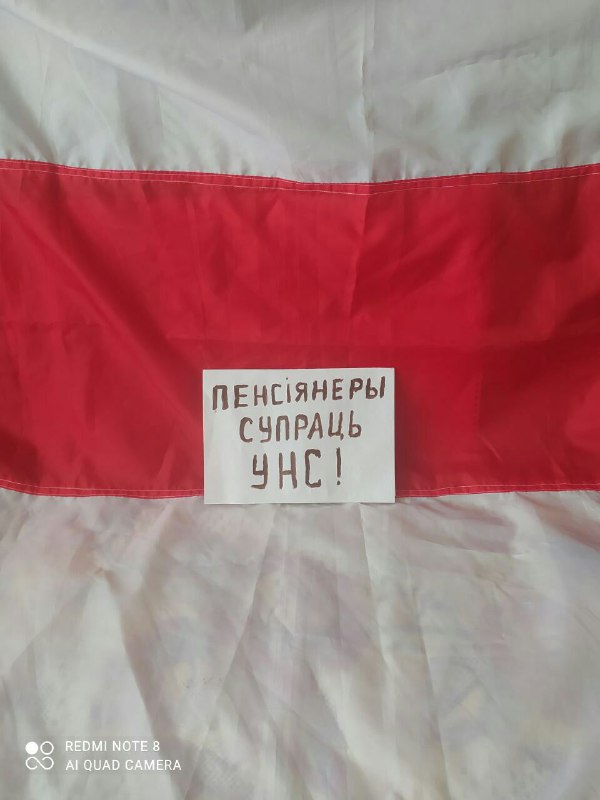 ПЕНСІЯНЕРЫ
СУПРАЦЬ
УНС!
REDMI NOTE 8
AI QUAD CAMERA